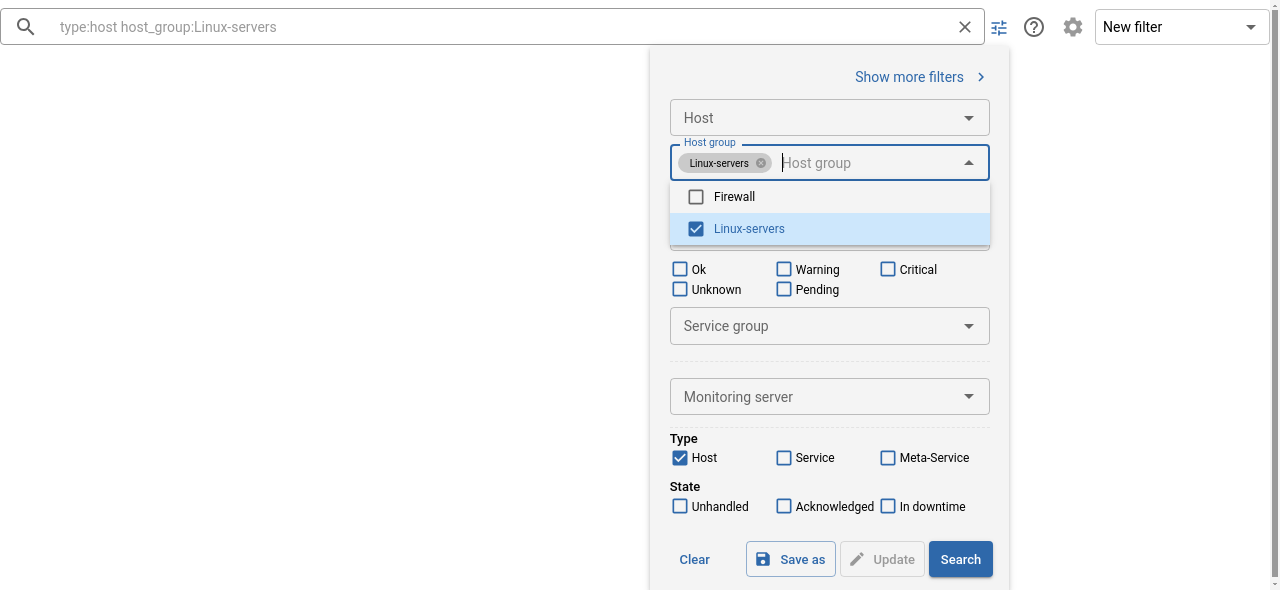 type:host host_group:Linux-servers
New filter
Show more filters
Host
Host group
Linux-servers Host group
Firewall
Linux-servers
Ok Warning Critical
Unknown Pending
Service group
Monitoring server
Type
Host Service Meta-Service
State
Unhandled Acknowledged In downtime
Clear Save as Update Search